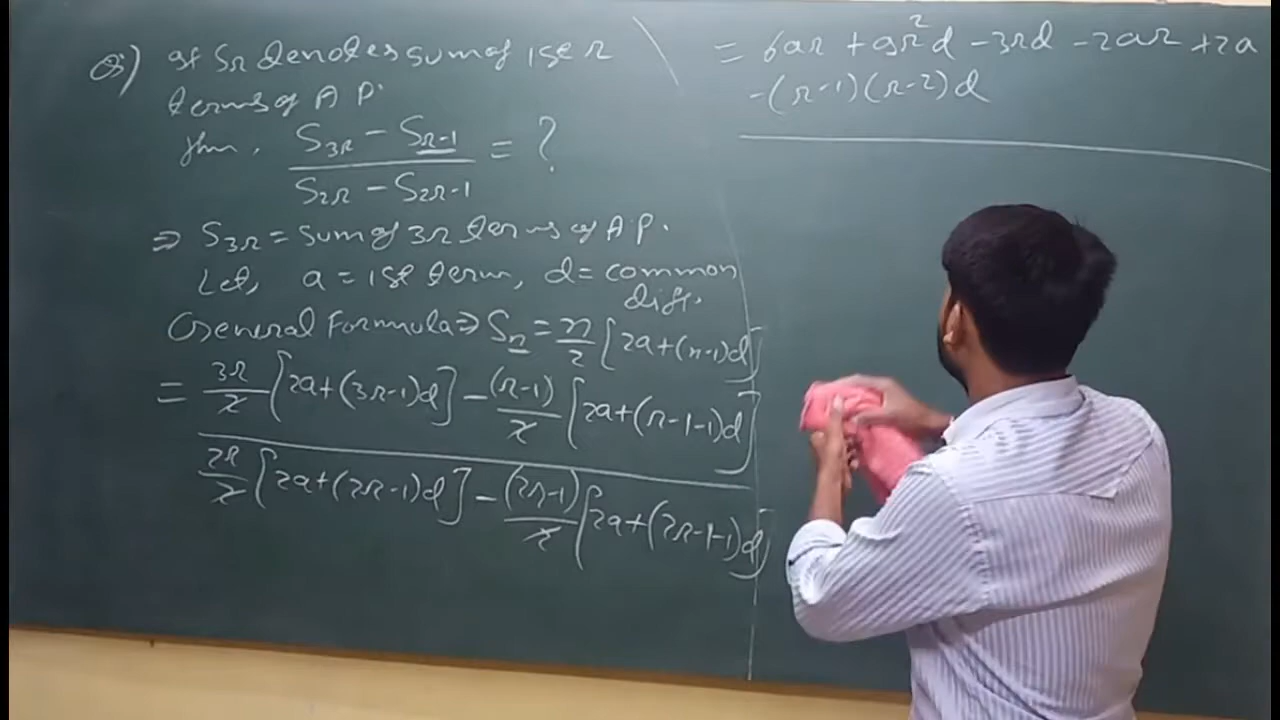 Q.) If Sr denotes sum of 1st r
terms of A.P.
then, (S3r - Sr-1) / (S2r - S2r-1) = ?
⇒ S3r = sum of 3r terms of A.P.
Let, a = 1st term, d = common
diff.
General Formula ⇒ Sn = n/2 [2a+(n-1)d]
= 3r/2 [2a+(3r-1)d] - (r-1)/2 [2a+(r-1-1)d]
2r/2 [2a+(2r-1)d] - (2r-1)/2 [2a+(2r-1-1)d]
= 6ar + 9r²d - 3rd - 2ar + 2a
-(r-1)(r-2)d